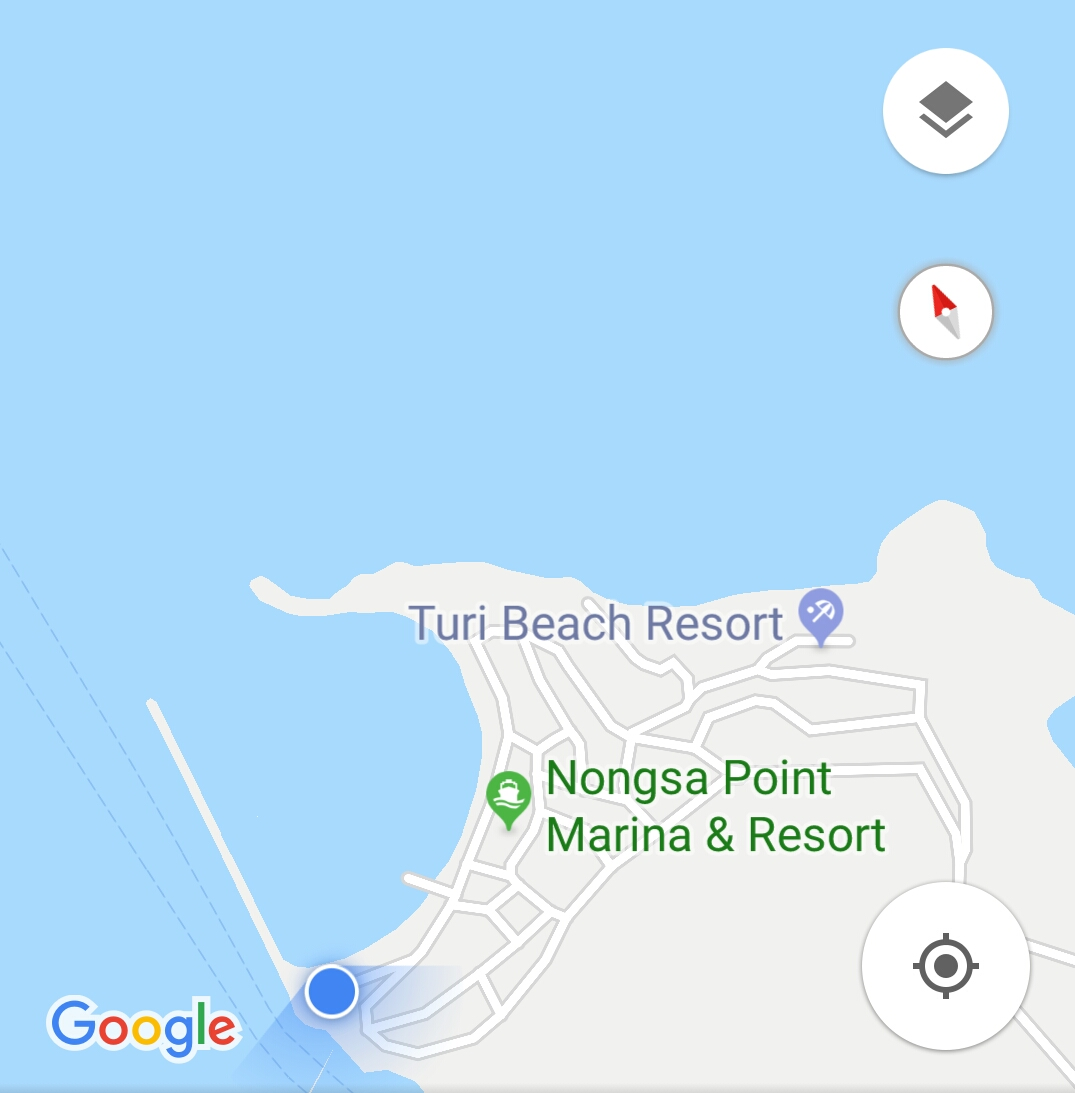 Turi Beach Resort
Nongsa Point
Marina & Resort
Google